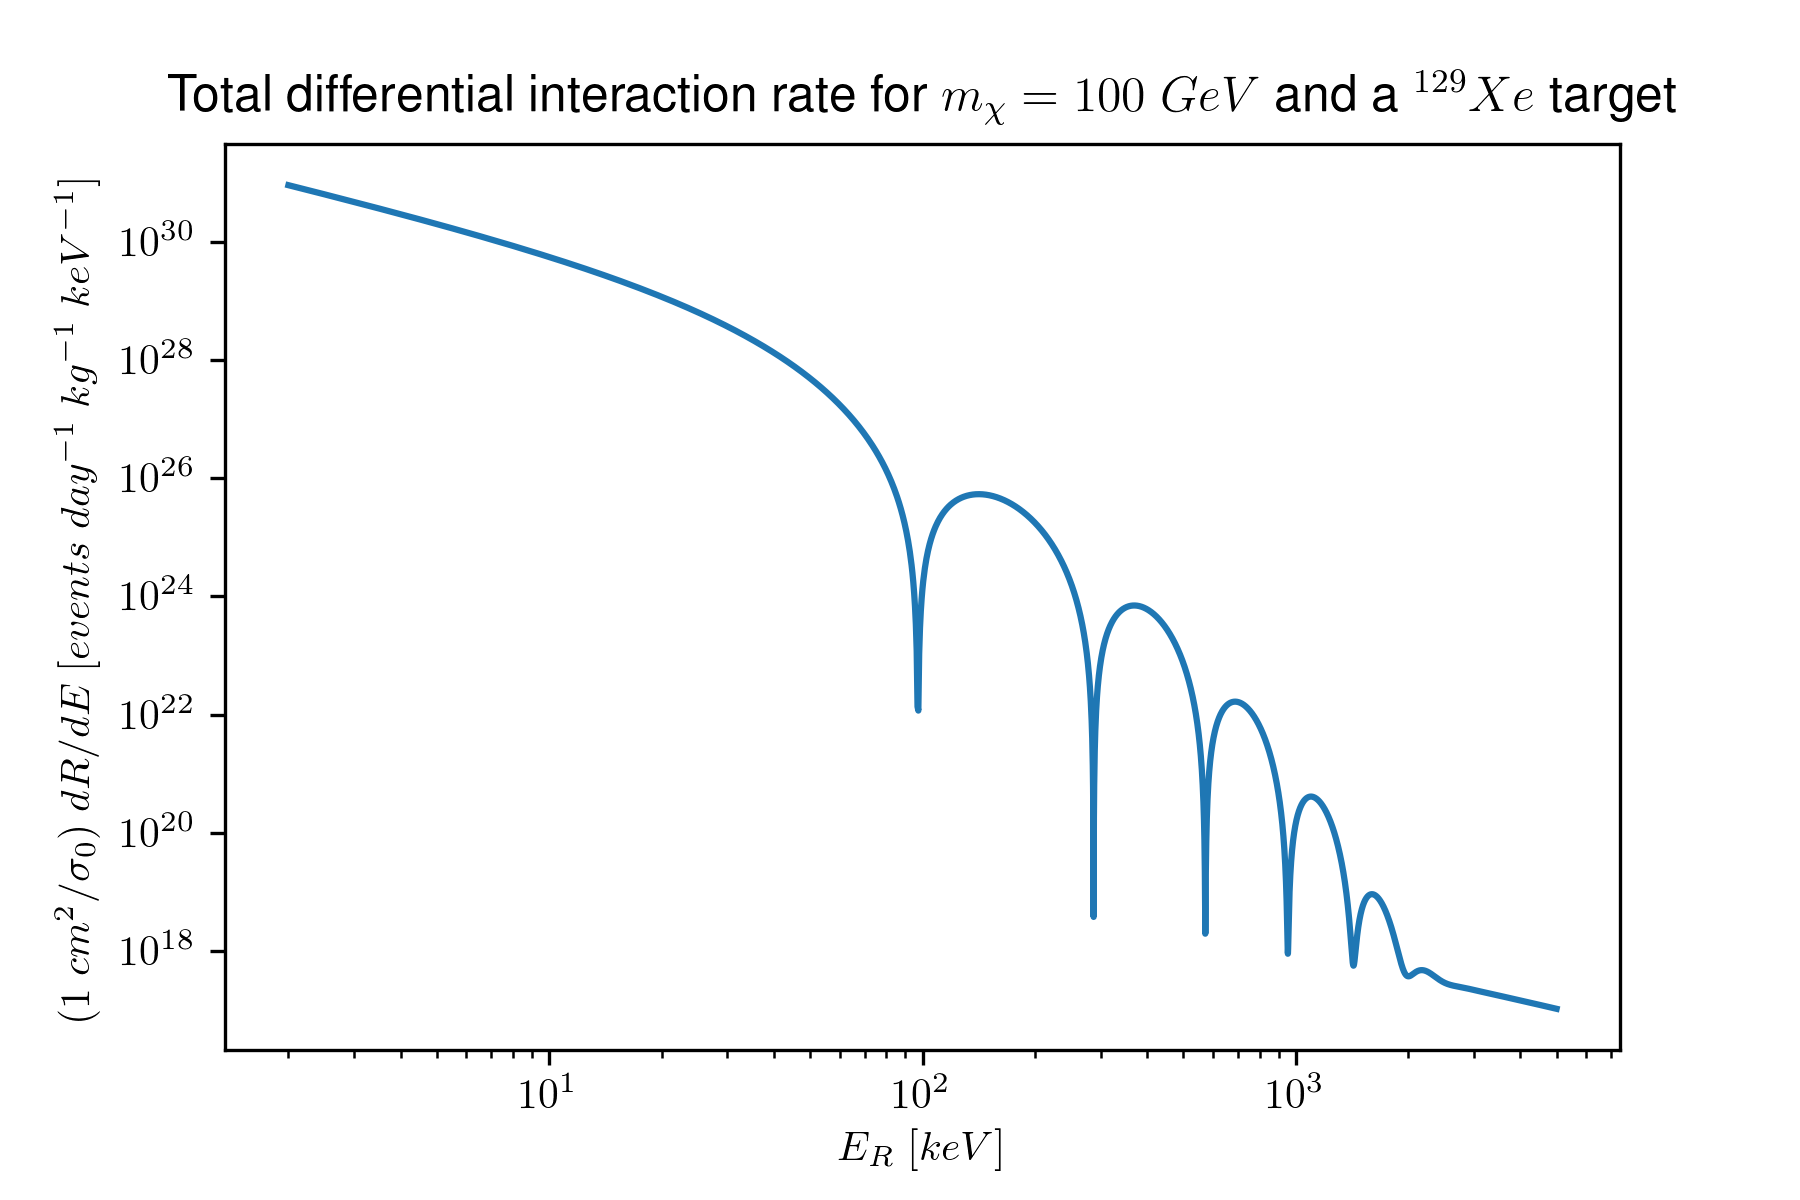 Total differential interaction rate for $m_\chi = 100\ GeV$ and a $^{129}Xe$ target
$(1\ cm^2/\sigma_0)\ dR/dE\ [events\ day^{-1}\ kg^{-1}\ keV^{-1}]$
$10^{30}$
$10^{28}$
$10^{26}$
$10^{24}$
$10^{22}$
$10^{20}$
$10^{18}$
$10^1$ $10^2$ $10^3$
$E_R\ [keV]$